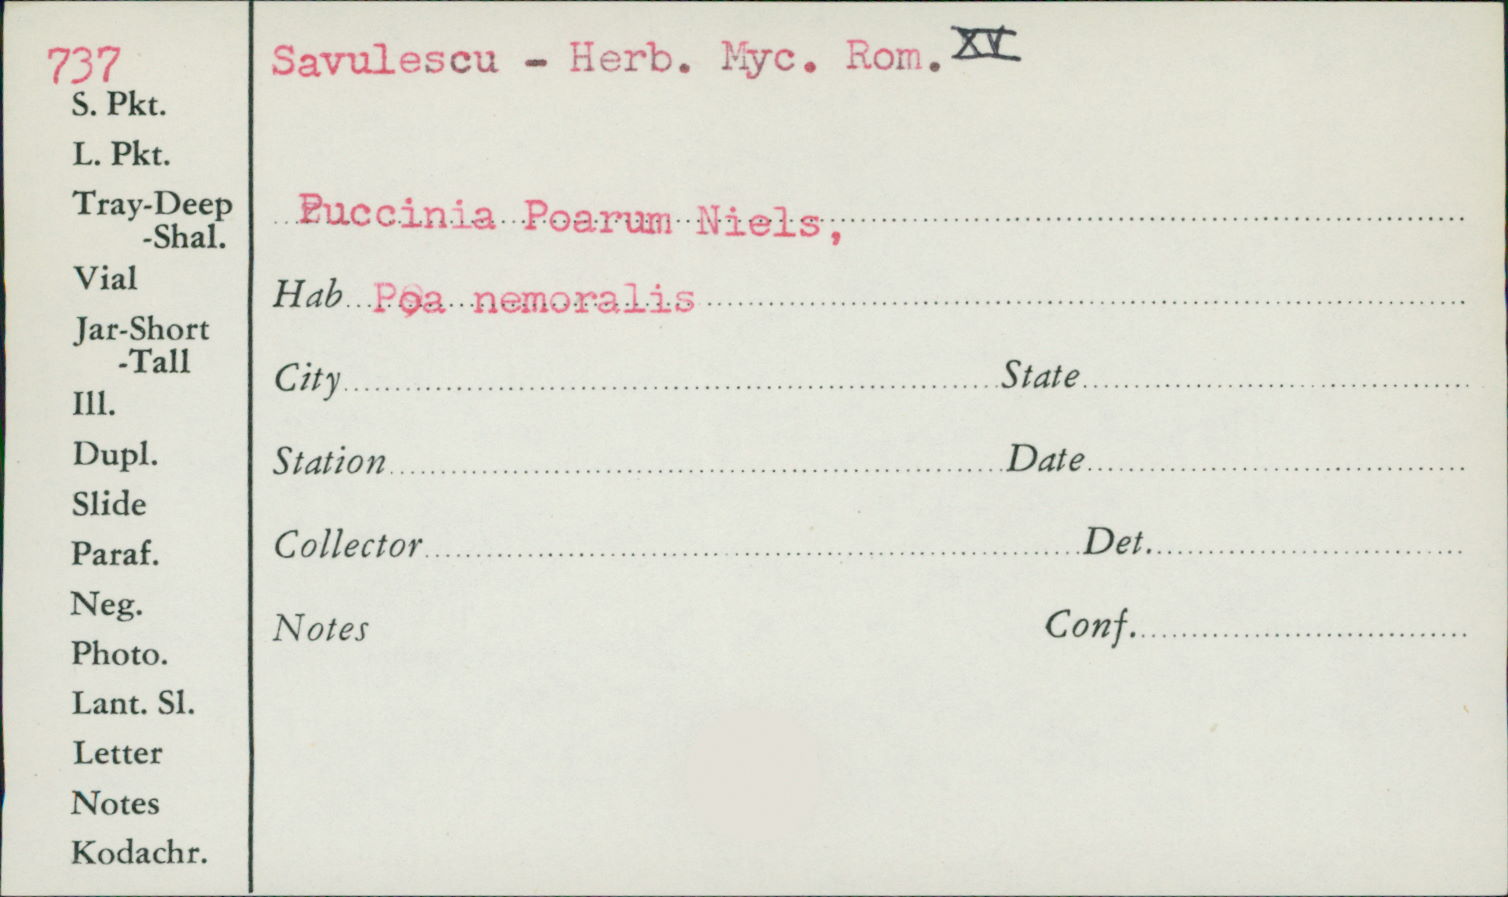 737
Savulescu - Herb. Myc. Rom. XV
S. Pkt.
L. Pkt.
Tray-Deep
-Shal.
Vial
Jar-Short
-Tall
Ill.
Dupl.
Slide
Paraf.
Neg.
Photo.
Lant. Sl.
Letter
Notes
Kodachr.
Puccinia Poarum Niels,
Hab Poa nemoralis
City State
Station Date
Collector Det.
Notes Conf.